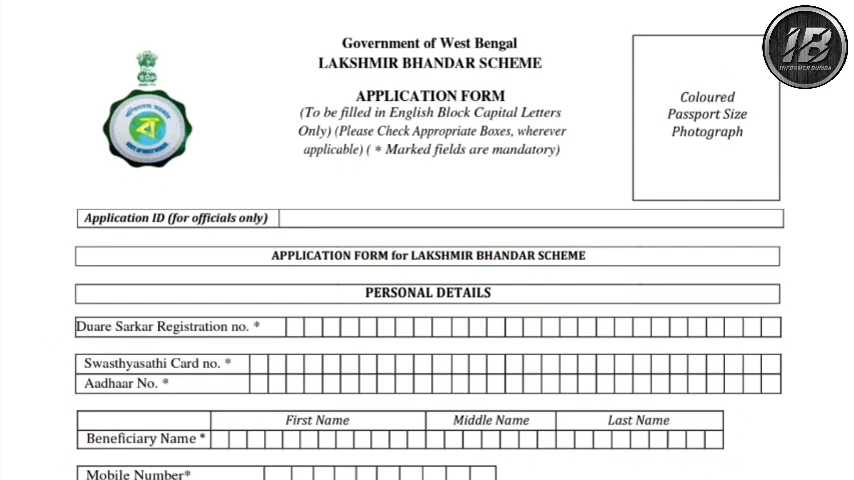 Government of West Bengal
LAKSHMIR BHANDAR SCHEME
APPLICATION FORM
(To be filled in English Block Capital Letters
Only) (Please Check Appropriate Boxes, wherever
applicable) ( * Marked fields are mandatory)
Coloured
Passport Size
Photograph
IB
INFORMER BUNDA
Application ID (for officials only)
APPLICATION FORM for LAKSHMIR BHANDAR SCHEME
PERSONAL DETAILS
Duare Sarkar Registration no. *
Swasthyasathi Card no. *
Aadhaar No. *
First Name Middle Name Last Name
Beneficiary Name *
Mobile Number*